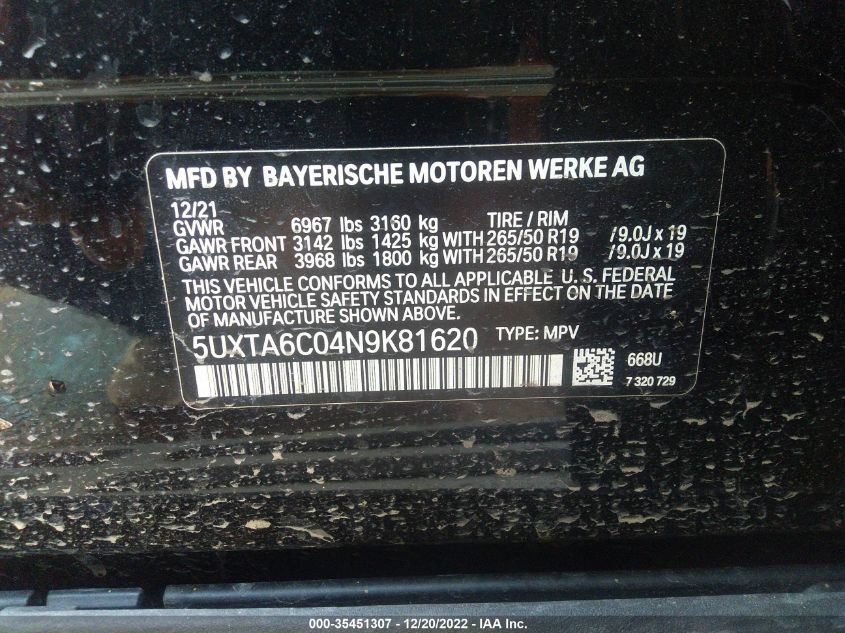 MFD BY BAYERISCHE MOTOREN WERKE AG
12/21
GVWR 6967 lbs 3160 kg TIRE / RIM
GAWR FRONT 3142 lbs 1425 kg WITH 265/50 R19 /9.0J x 19
GAWR REAR 3968 lbs 1800 kg WITH 265/50 R19 /9.0J x 19
THIS VEHICLE CONFORMS TO ALL APPLICABLE U. S. FEDERAL
MOTOR VEHICLE SAFETY STANDARDS IN EFFECT ON THE DATE
OF MANUFACTURE SHOWN ABOVE.
5UXTA6C04N9K81620 TYPE: MPV
668U
7 320 729
000-35451307 - 12/20/2022 - IAA Inc.